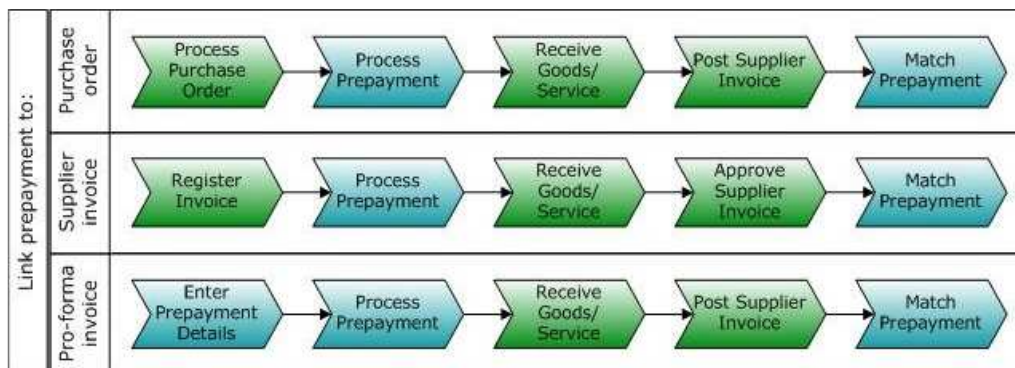 Link prepayment to:
Purchase
order
Process
Purchase
Order
Process
Prepayment
Receive
Goods/
Service
Post Supplier
Invoice
Match
Prepayment
Supplier
invoice
Register
Invoice
Process
Prepayment
Receive
Goods/
Service
Approve
Supplier
Invoice
Match
Prepayment
Pro-forma
invoice
Enter
Prepayment
Details
Process
Prepayment
Receive
Goods/
Service
Post Supplier
Invoice
Match
Prepayment